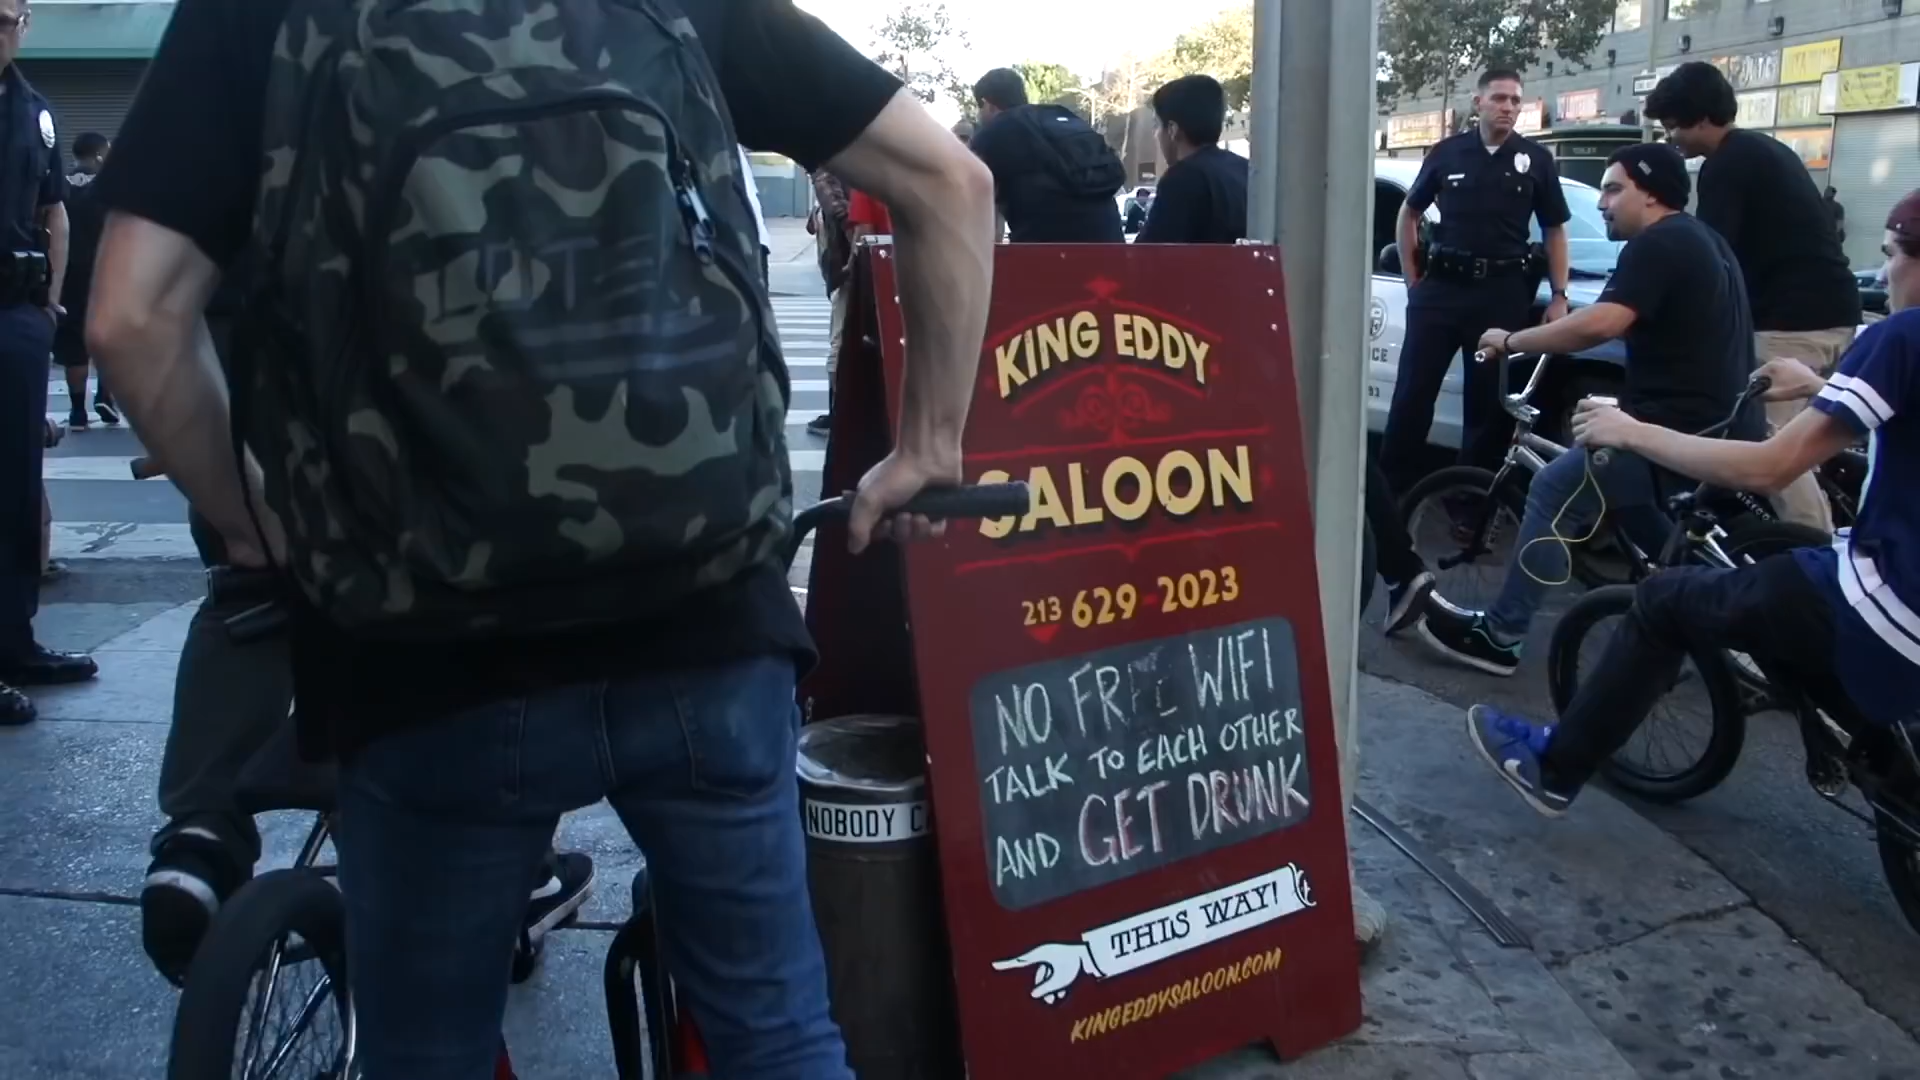 KING EDDY
SALOON
213 629-2023
NO FREE WIFI
TALK TO EACH OTHER
AND GET DRUNK
THIS WAY!
KINGEDDYSALOON.COM
NOBODY